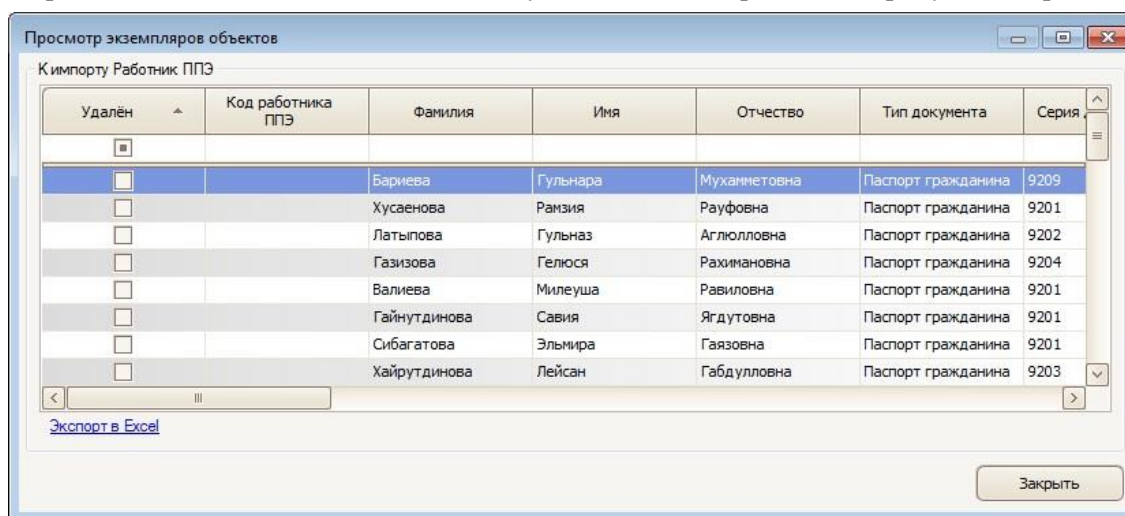 Просмотр экземпляров объектов
К импорту Работник ППЭ
Удалён Код работника ППЭ Фамилия Имя Отчество Тип документа Серия
Бариева Гульнара Мухамметовна Паспорт гражданина 9209
Хусаенова Рамзия Рауфовна Паспорт гражданина 9201
Латыпова Гульназ Аглюлловна Паспорт гражданина 9202
Газизова Гелюся Рахимановна Паспорт гражданина 9204
Валиева Милеуша Равиловна Паспорт гражданина 9201
Гайнутдинова Савия Ягдутовна Паспорт гражданина 9201
Сибагатова Эльмира Гаязовна Паспорт гражданина 9201
Хайрутдинова Лейсан Габдулловна Паспорт гражданина 9203
Экспорт в Excel
Закрыть